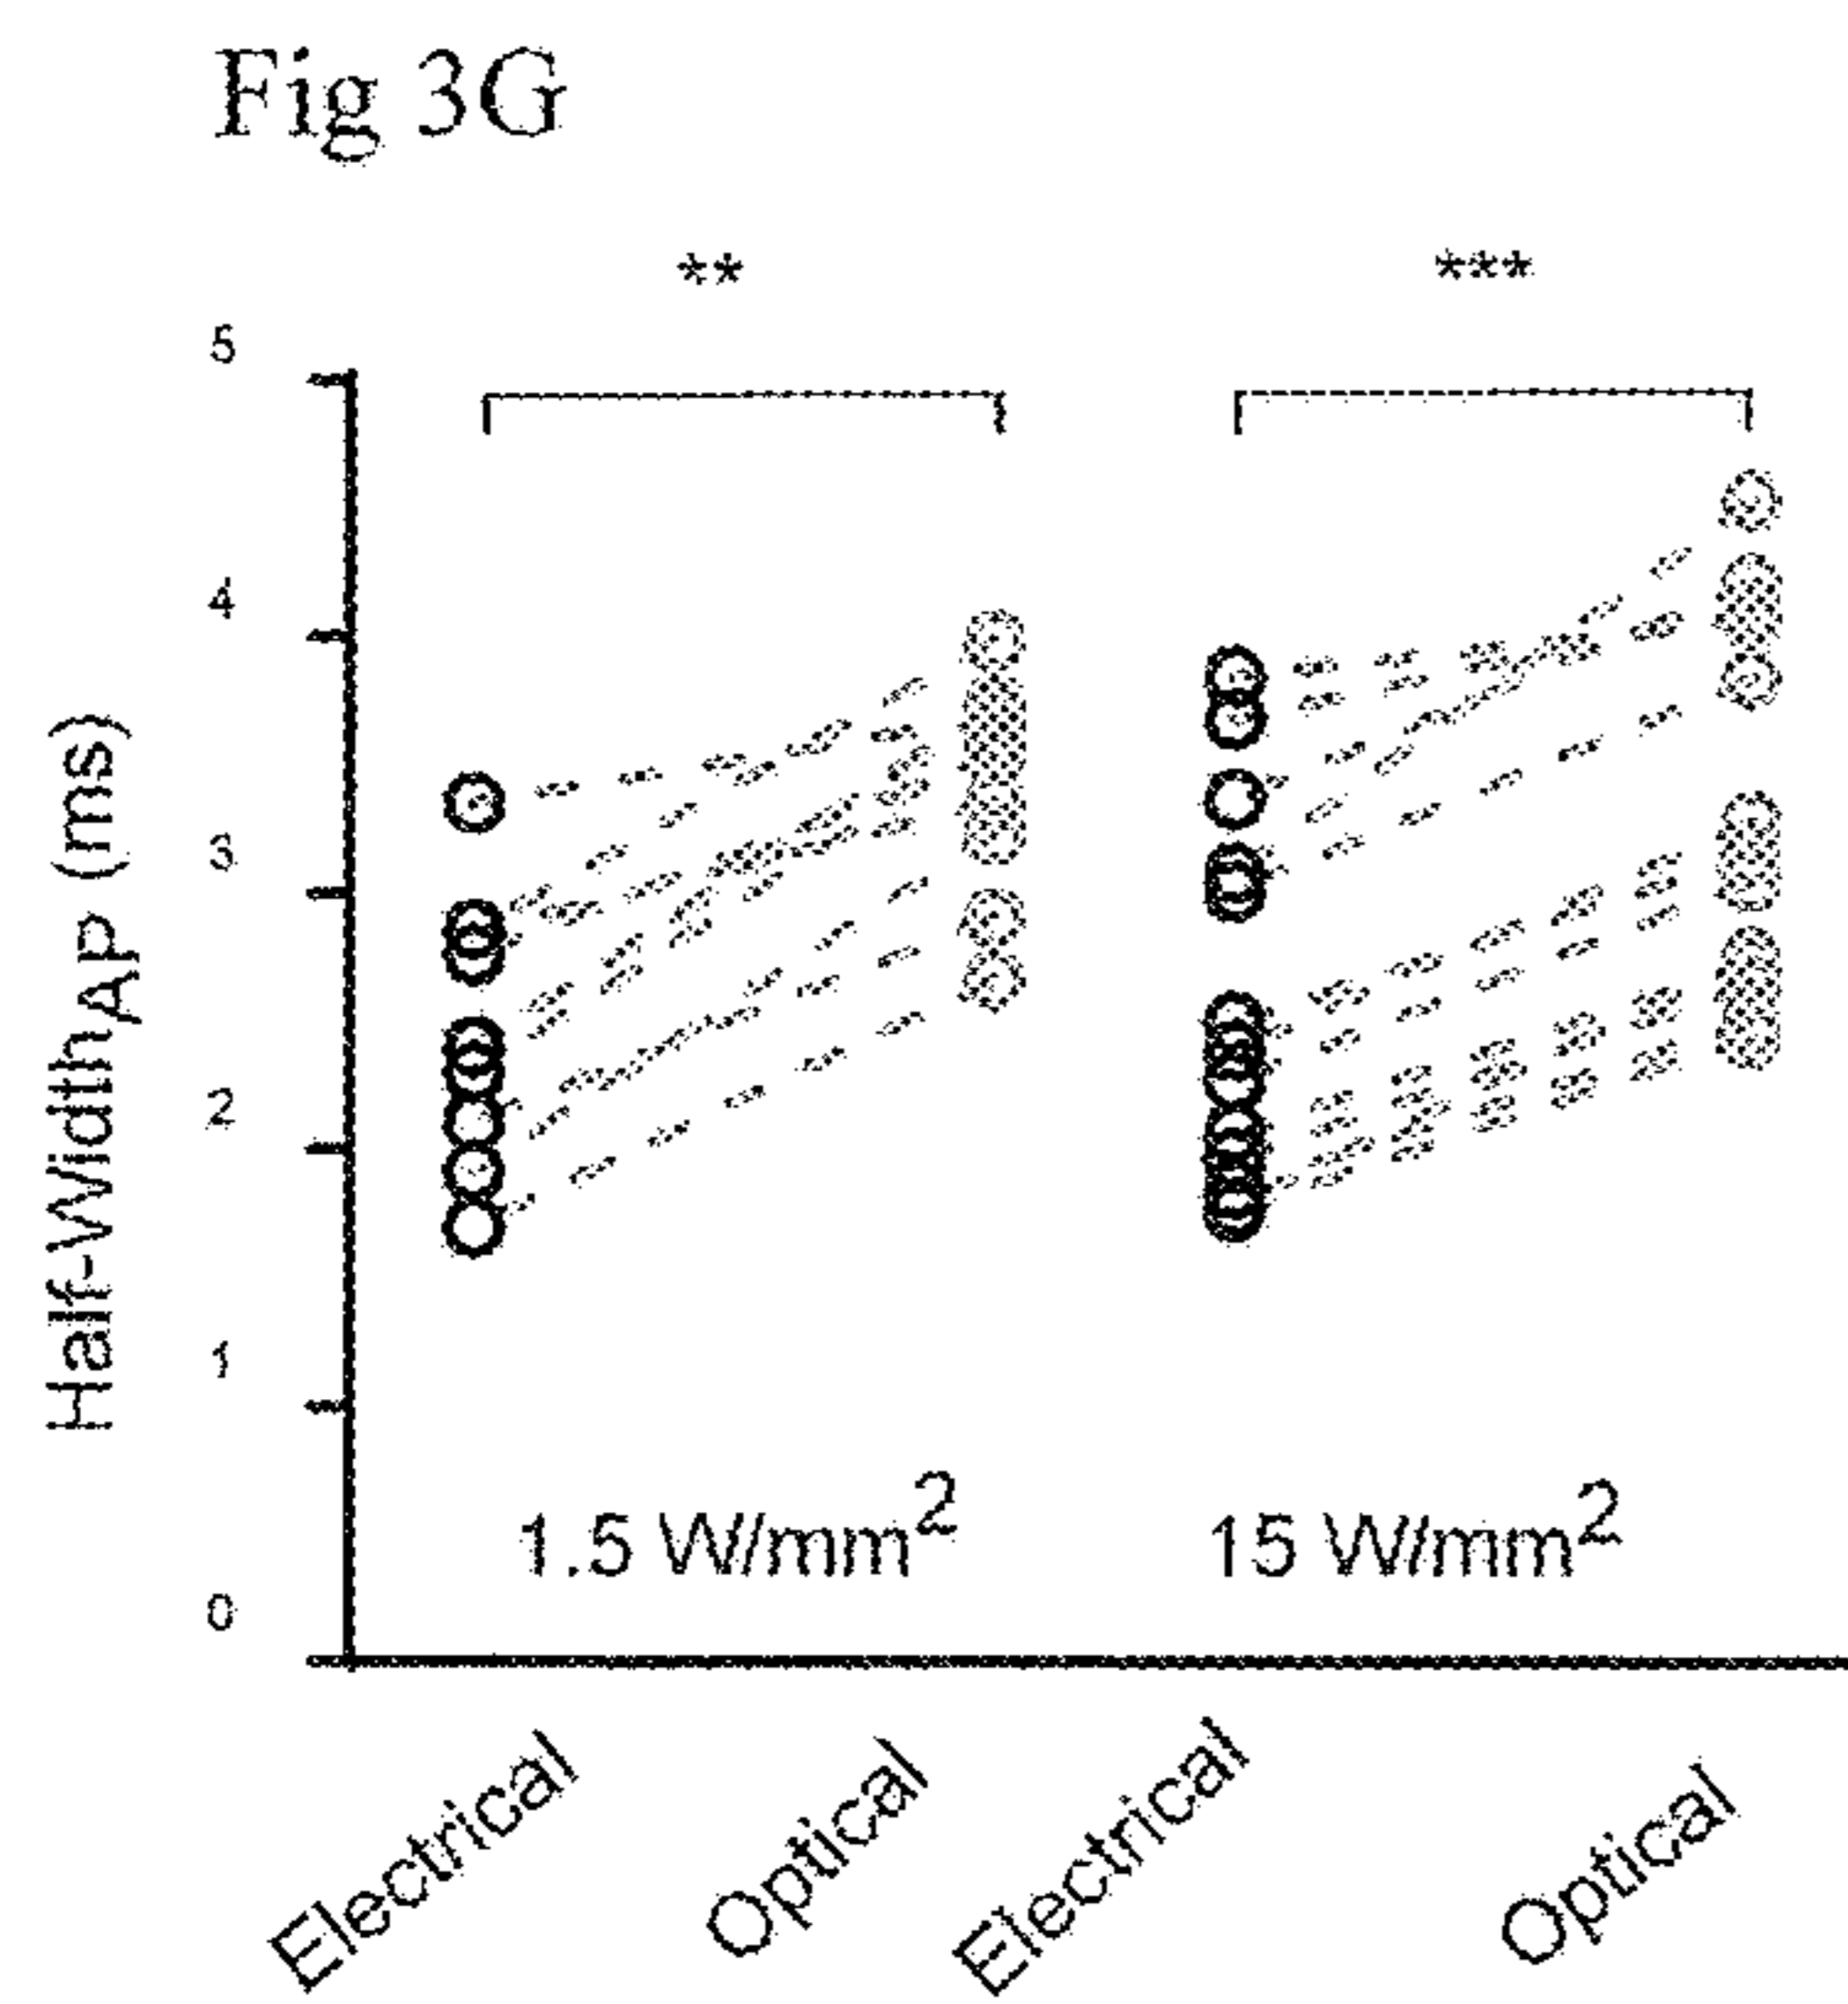 Fig 3G
**
***
5
4
3
2
1
0
Half-Width AP (ms)
1.5 W/mm²
15 W/mm²
Electrical
Optical
Electrical
Optical